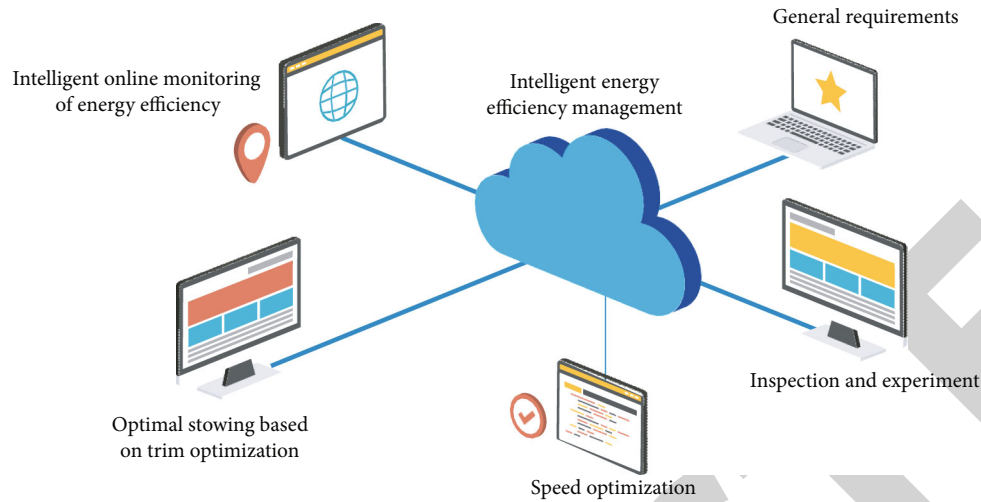 General requirements
Intelligent online monitoring
of energy efficiency
Intelligent energy
efficiency management
Inspection and experiment
Optimal stowing based
on trim optimization
Speed optimization